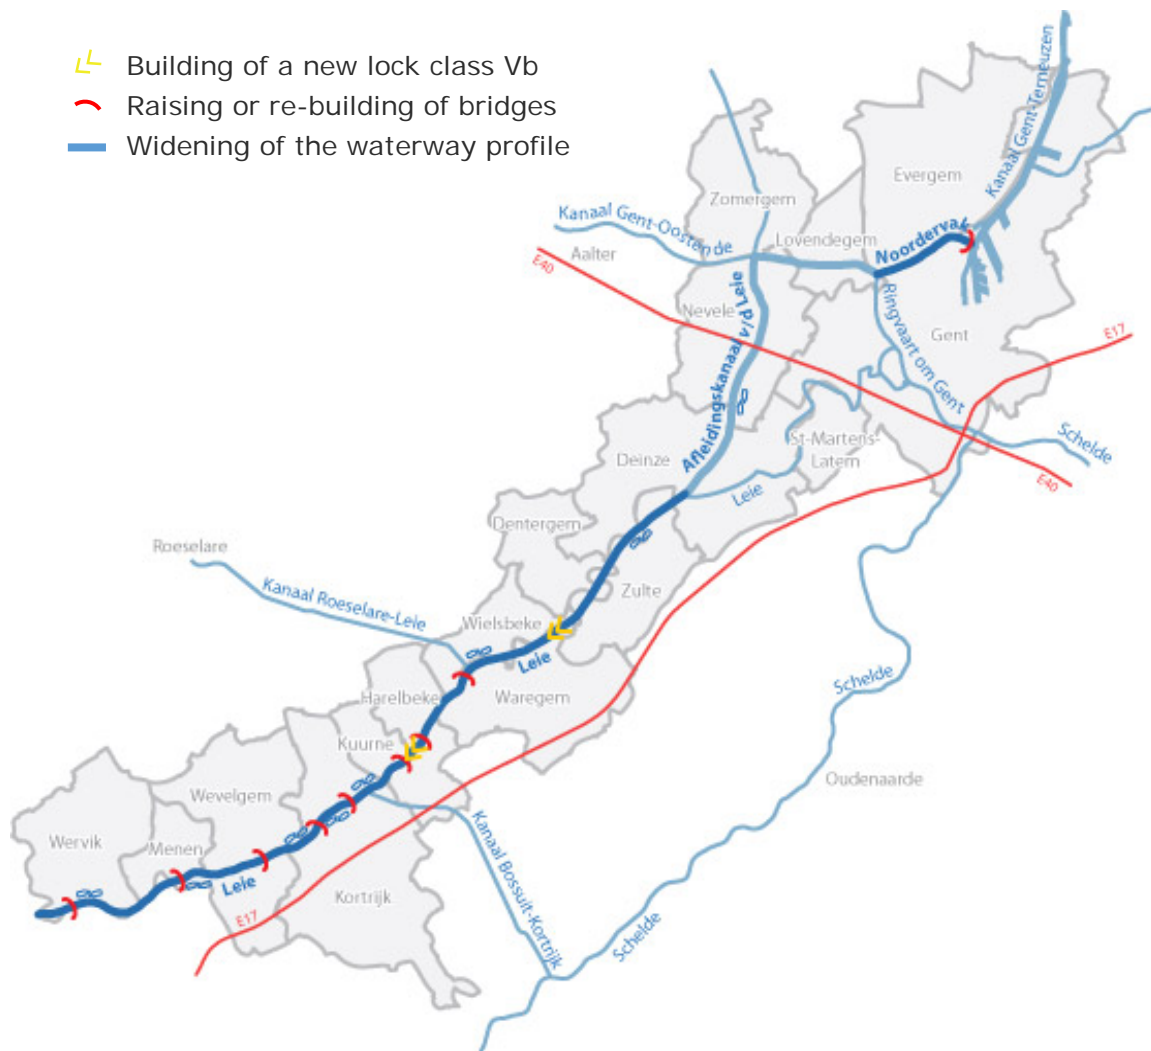 Building of a new lock class Vb
Raising or re-building of bridges
Widening of the waterway profile
Kanaal Gent-Terneuzen
Evergem
Zomergem
Kanaal Gent-Oostende
Lovendegem
Noordervak
Aalter
E40
Afleidingskanaal v/d Leie
Nevele
Ringvaart om Gent
Gent
E17
Schelde
St-Martens-
Latem
Deinze
E40
Leie
Dentergem
Roeselare
Kanaal Roeselare-Leie
Zulte
Wielsbeke
Leie
Waregem
Harelbeke
Schelde
Kuurne
Oudenaarde
Wevelgem
Wervik
Menen
Kanaal Bossuit-Kortrijk
Leie
Kortrijk
E17
Schelde